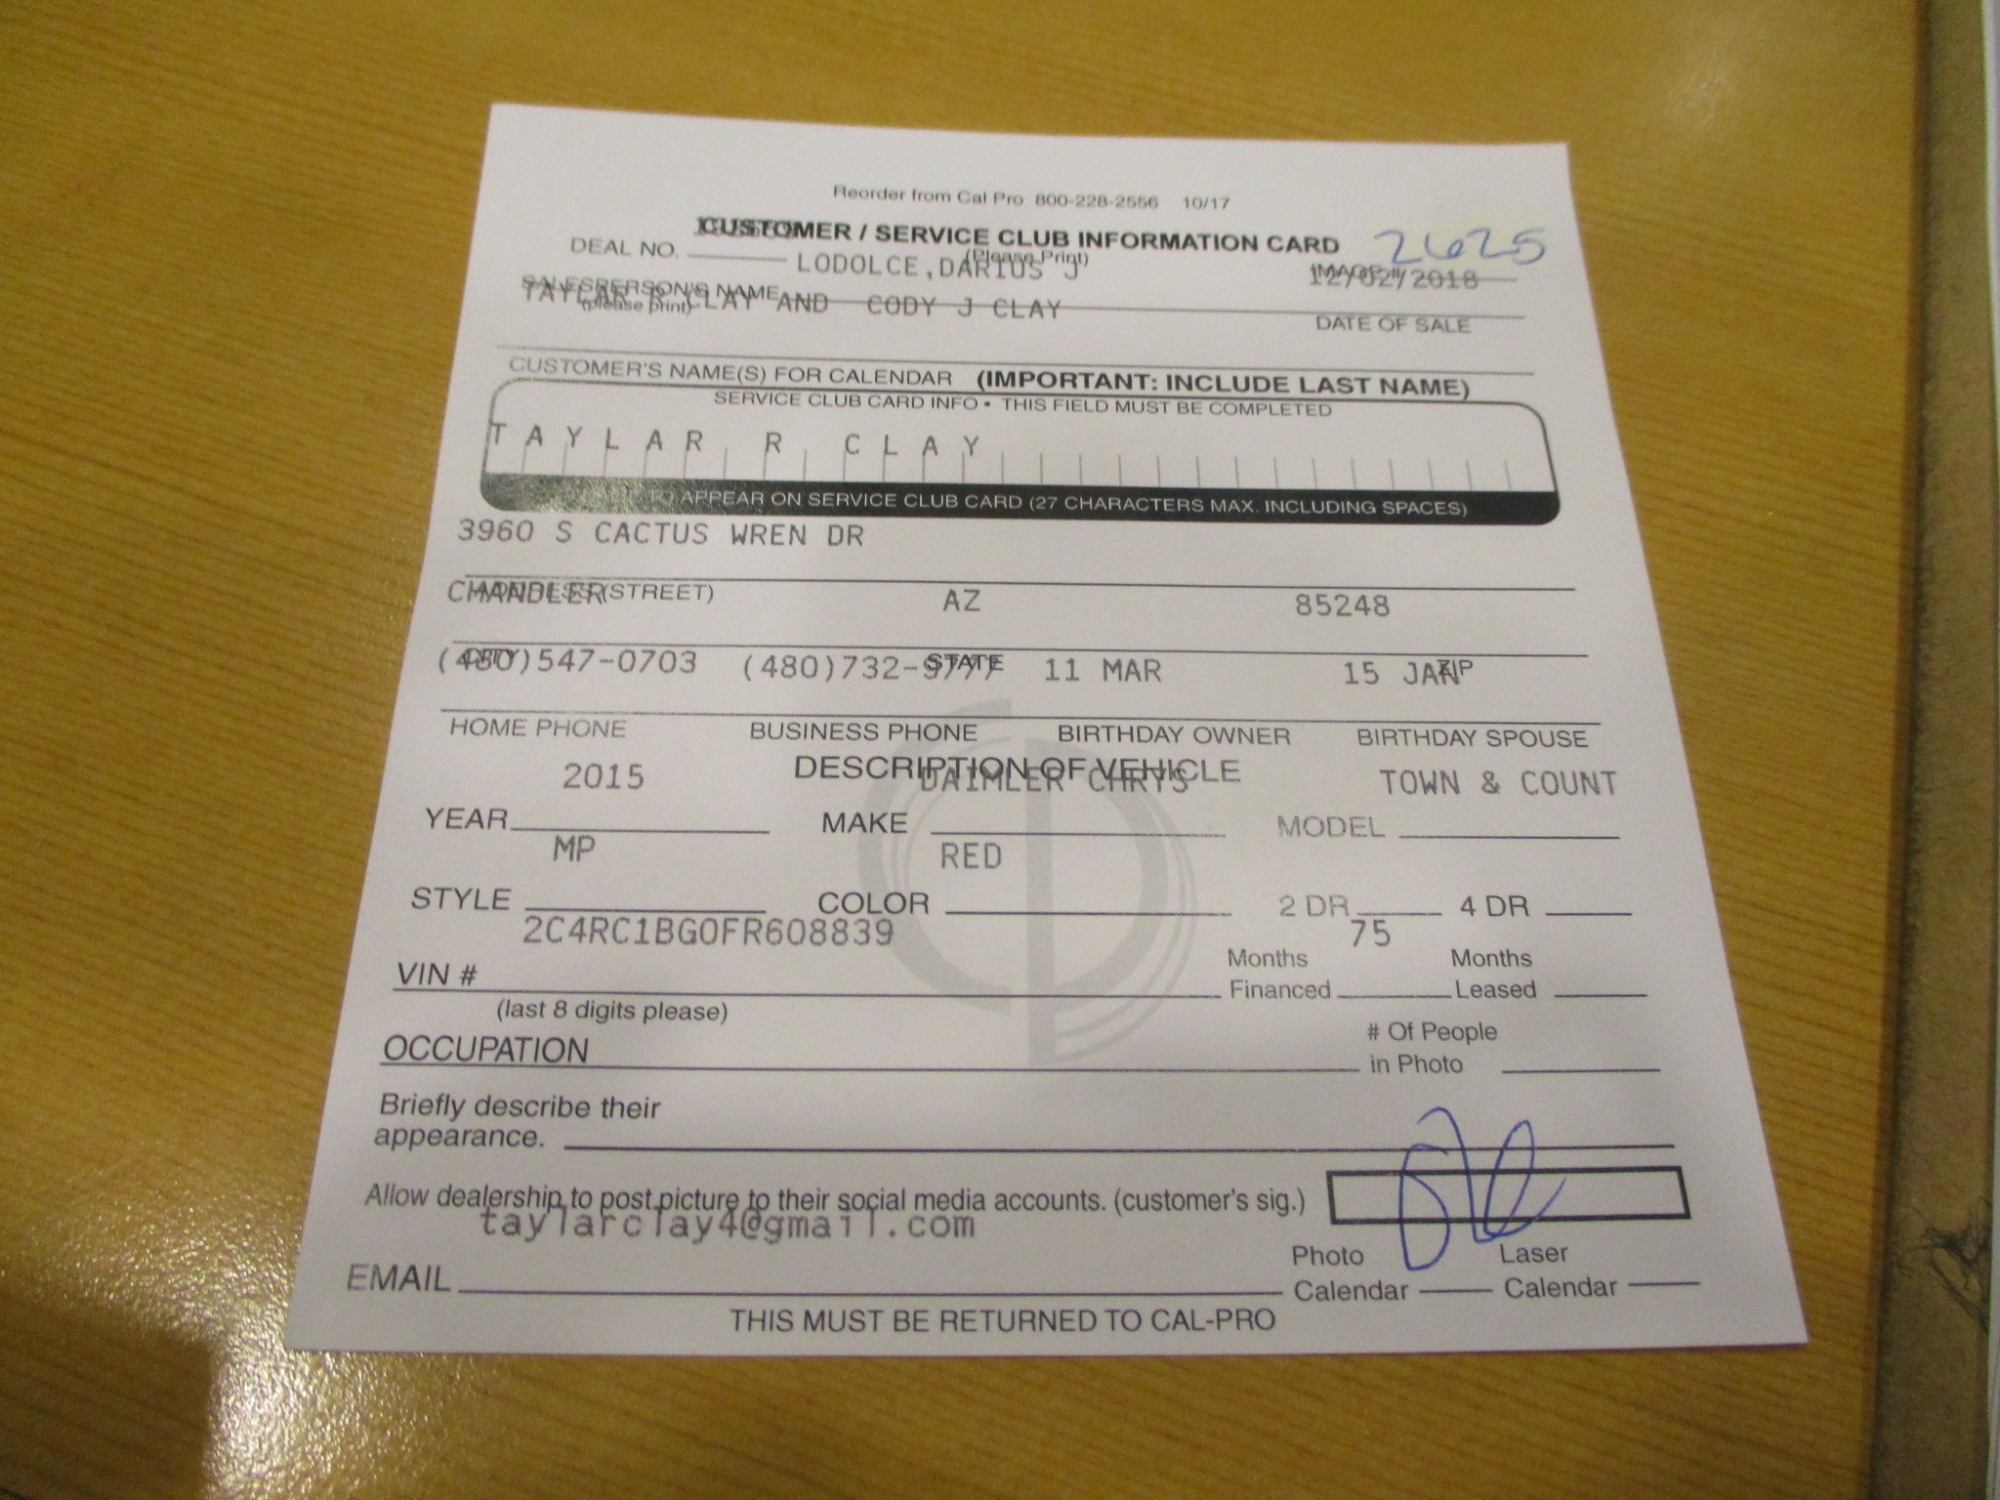 Reorder from Cal Pro 800-228-2556 10/17
CUSTOMER / SERVICE CLUB INFORMATION CARD 2625
DEAL NO. (Please Print)
LODOLCE,DARIUS J 12/02/2018
IMAGE #
SALESPERSON'S NAME
(please print)
TAYLAR R CLAY AND CODY J CLAY
DATE OF SALE
CUSTOMER'S NAME(S) FOR CALENDAR (IMPORTANT: INCLUDE LAST NAME)
SERVICE CLUB CARD INFO • THIS FIELD MUST BE COMPLETED
TAYLAR R CLAY
TO APPEAR ON SERVICE CLUB CARD (27 CHARACTERS MAX. INCLUDING SPACES)
3960 S CACTUS WREN DR
ADDRESS (STREET)
CHANDLER AZ 85248
CITY STATE ZIP
(480)547-0703 (480)732-9777 11 MAR 15 JAN
HOME PHONE BUSINESS PHONE BIRTHDAY OWNER BIRTHDAY SPOUSE
DESCRIPTION OF VEHICLE
2015 DAIMLER CHRYS TOWN & COUNT
YEAR MAKE MODEL
MP RED
STYLE COLOR 2 DR 4 DR
2C4RC1BG0FR608839 75
VIN # Months Financed Months Leased
(last 8 digits please)
OCCUPATION # Of People in Photo
Briefly describe their
appearance.
Allow dealership to post picture to their social media accounts. (customer's sig.)
taylarclay4@gmail.com
EMAIL Photo Calendar Laser Calendar
THIS MUST BE RETURNED TO CAL-PRO